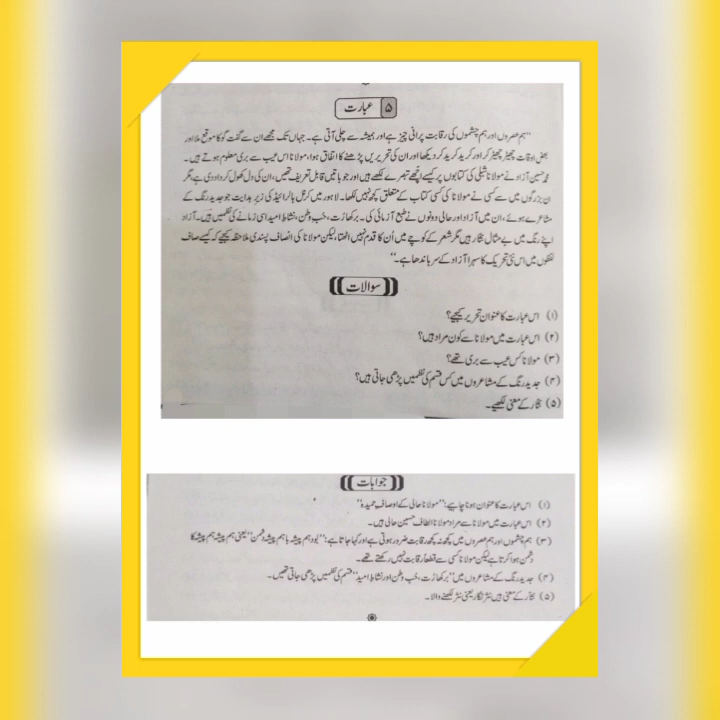 ۵ عبارت
"ہم عصروں اور ہم چشموں کی رقابت پرانی چیز ہے اور ہمیشہ سے چلی آتی ہے۔ جہاں تک مجھے ان سے گفت گو کا موقع ملا اور
بعض اوقات چھیڑ چھیڑ کر اور کرید کرید کر دیکھا اور ان کی تحریریں پڑھنے کا اتفاق ہوا، مولانا اس عیب سے بری معلوم ہوتے ہیں۔
محمد حسین آزاد نے مولانا شبلی کی کتابوں پر کیسے اچھے تبصرے لکھے ہیں اور جو باتیں قابل تعریف تھیں، ان کی دل کھول کر داد دی ہے مگر
ان بزرگوں میں سے کسی نے مولانا کی کسی کتاب کے متعلق کچھ نہیں لکھا۔ لاہور میں کرنل ہالرائیڈ کی زیر ہدایت جو جدید رنگ کے
مشاعرے ہوئے، ان میں آزاد اور حالی دونوں نے طبع آزمائی کی۔ برکھا رُت، حب وطن، نشاط امید اسی زمانے کی نظمیں ہیں۔ آزاد
اپنے رنگ میں بے مثال نثار ہیں مگر شعر کے کوچے میں اُن کا قدم نہیں اٹھتا، لیکن مولانا کی انصاف پسندی ملاحظہ کیجیے کہ کیسے صاف
لفظوں میں اس نئی تحریک کا سہرا آزاد کے سر باندھا ہے۔"
سوالات
(۱) اس عبارت کا عنوان تحریر کیجیے؟
(۲) اس عبارت میں مولانا سے کون مراد ہیں؟
(۳) مولانا کس عیب سے بری تھے؟
(۴) جدید رنگ کے مشاعروں میں کس قسم کی نظمیں پڑھی جاتی ہیں؟
(۵) نثار کے معنی لکھیے۔
جوابات
(۱) اس عبارت کا عنوان ہونا چاہیے: "مولانا حالی کے اوصاف حمیدہ"
(۲) اس عبارت میں مولانا سے مراد مولانا الطاف حسین حالی ہیں۔
(۳) ہم چشموں اور ہم عصروں میں کچھ نہ کچھ رقابت ضرور ہوتی ہے اور کہا جاتا ہے: "بُود ہم پیشہ با ہم پیشہ دشمن" یعنی ہم پیشہ ہم پیشہ کا
دشمن ہوا کرتا ہے لیکن مولانا کسی سے قطعاً رقابت نہیں رکھتے تھے۔
(۴) جدید رنگ کے مشاعروں میں "برکھا رُت، حُب وطن اور نشاط امید" قسم کی نظمیں پڑھی جاتی تھیں۔
(۵) نثار کے معنی ہیں نثر نگار یعنی نثر لکھنے والا۔